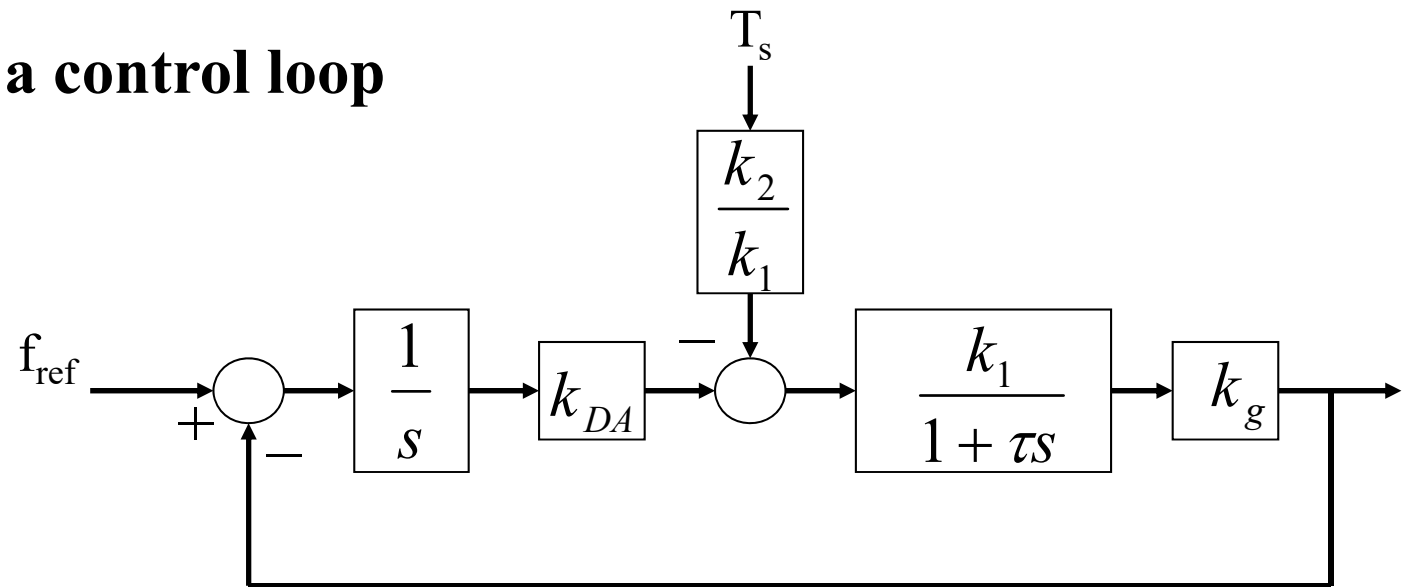 a control loop
T_s
k_2
k_1
f_ref
+
−
1
s
k_DA
−
k_1
1 + τs
k_g